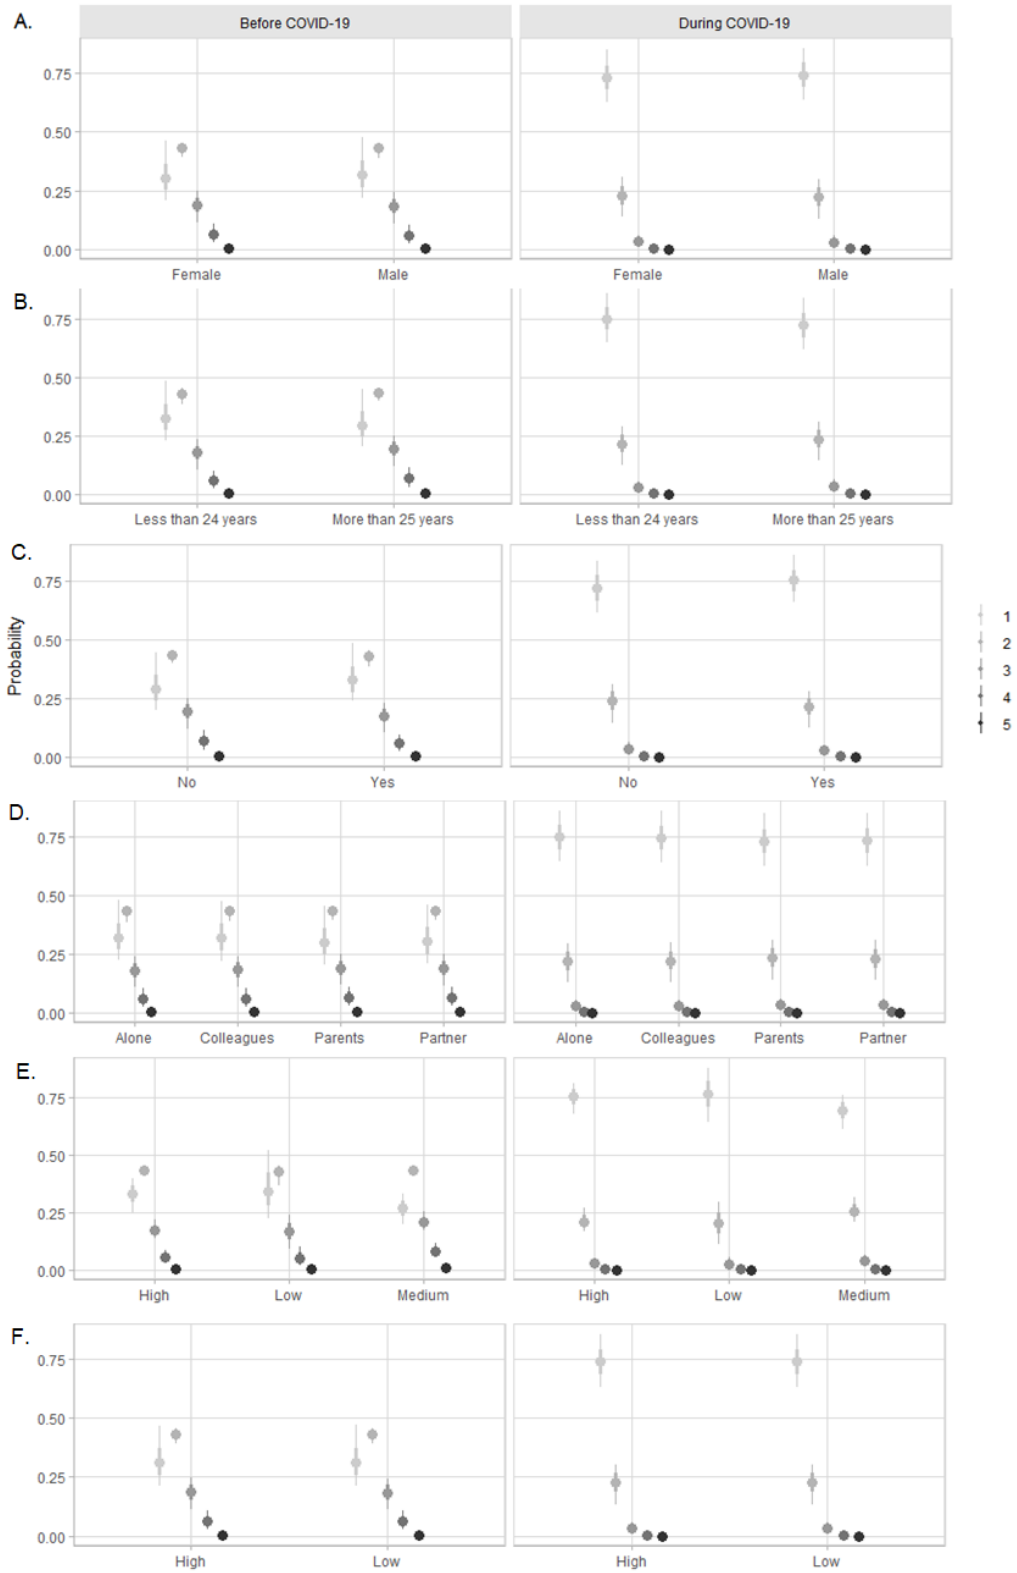 A.
Before COVID-19
During COVID-19
0.75
0.50
0.25
0.00
Female
Male
Female
Male
B.
0.75
0.50
0.25
0.00
Less than 24 years
More than 25 years
Less than 24 years
More than 25 years
C.
0.75
0.50
0.25
0.00
No
Yes
No
Yes
Probability
1
2
3
4
5
D.
0.75
0.50
0.25
0.00
Alone
Colleagues
Parents
Partner
Alone
Colleagues
Parents
Partner
E.
0.75
0.50
0.25
0.00
High
Low
Medium
High
Low
Medium
F.
0.75
0.50
0.25
0.00
High
Low
High
Low